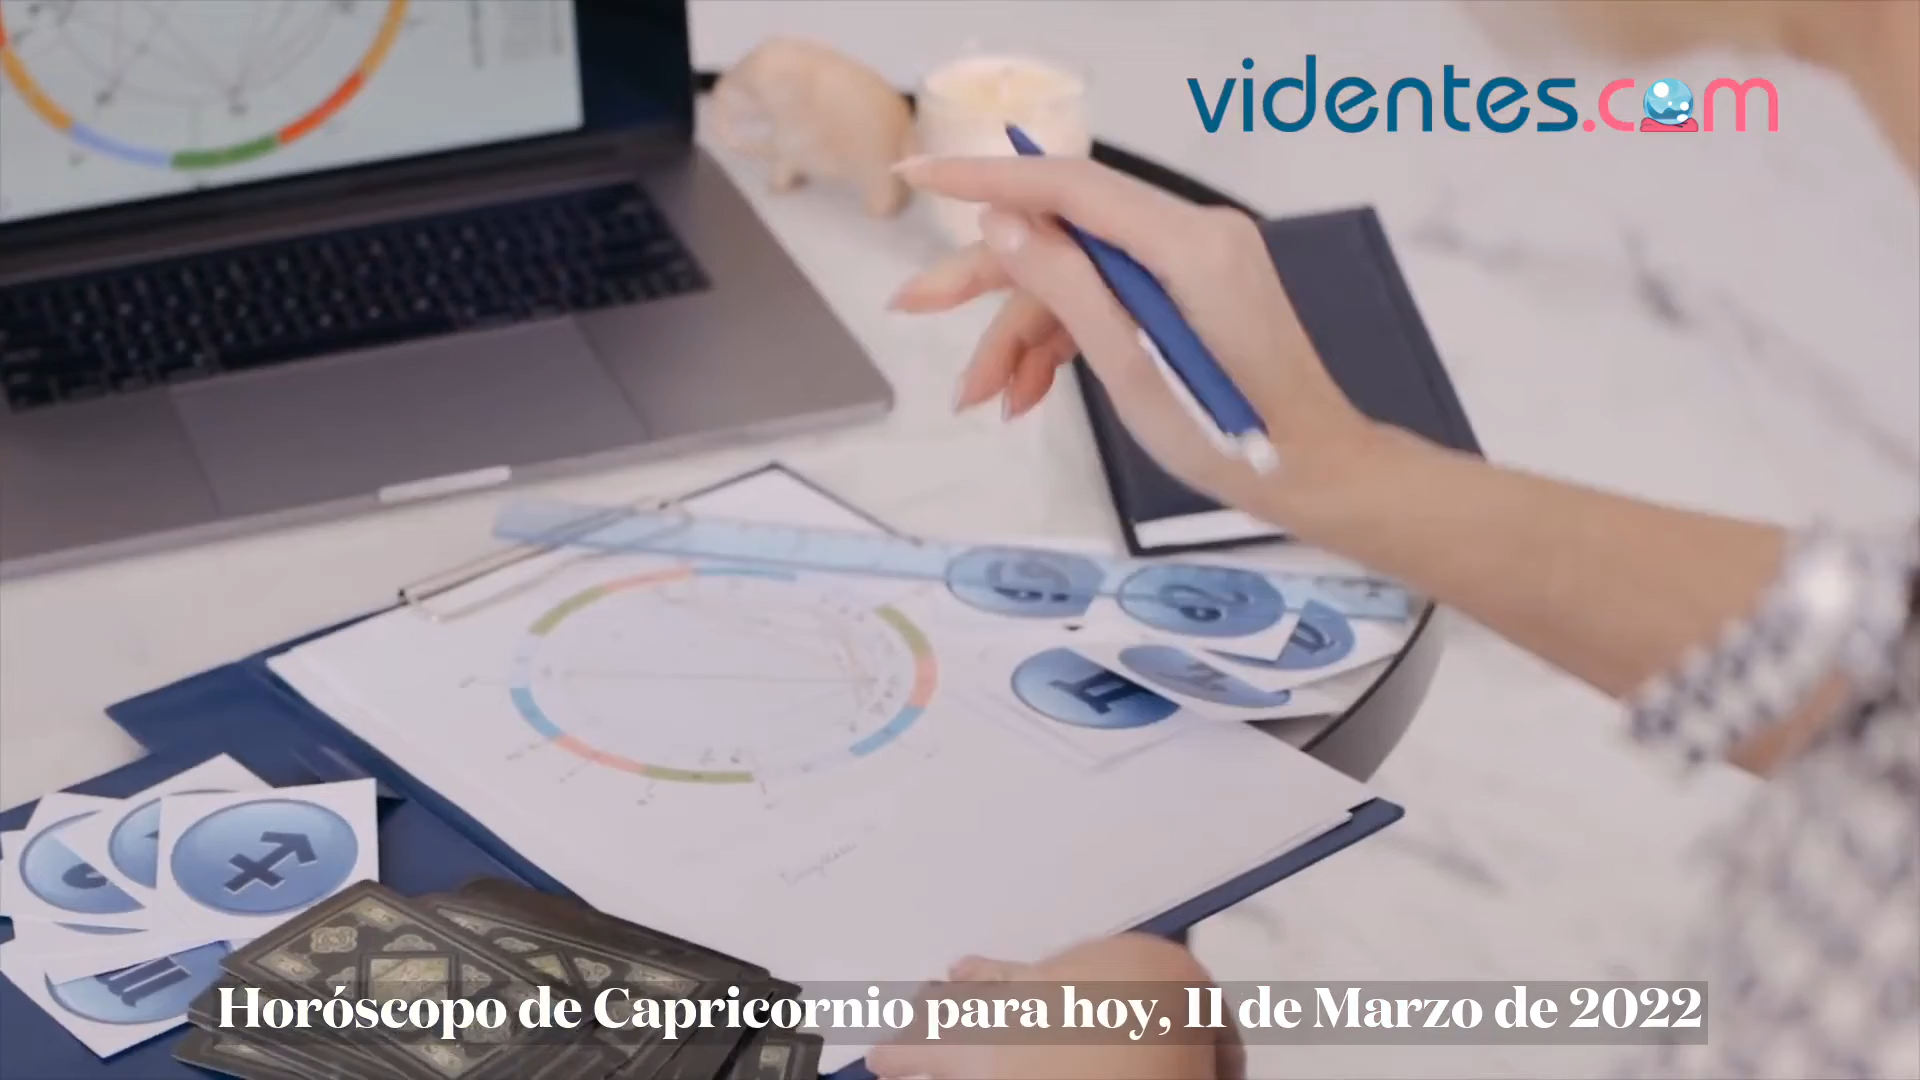 videntes.com
Horóscopo de Capricornio para hoy, 11 de Marzo de 2022